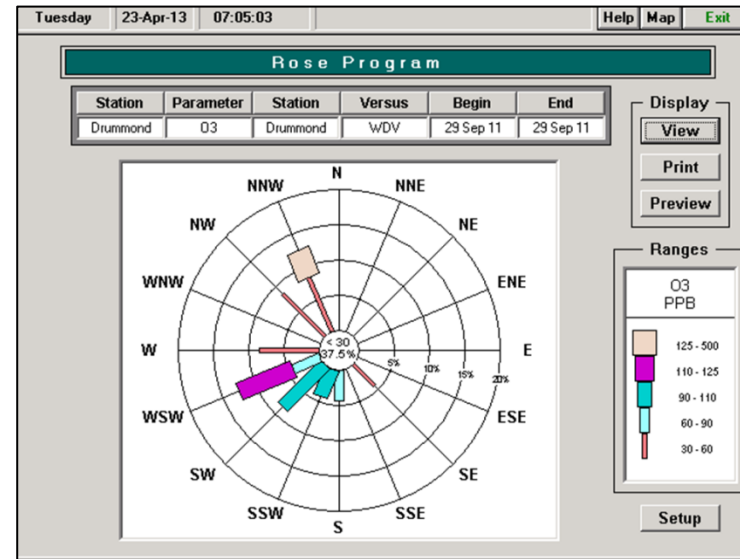 Tuesday 23-Apr-13 07:05:03 Help Map Exit
Rose Program
Station Parameter Station Versus Begin End
Drummond O3 Drummond WDV 29 Sep 11 29 Sep 11
Display
View
Print
Preview
N
NNW NNE
NW NE
WNW ENE
W E
WSW ESE
SW SE
SSW SSE
S
< 30
37.5%
5% 10% 15% 20%
Ranges
O3
PPB
125 - 500
110 - 125
90 - 110
60 - 90
30 - 60
Setup